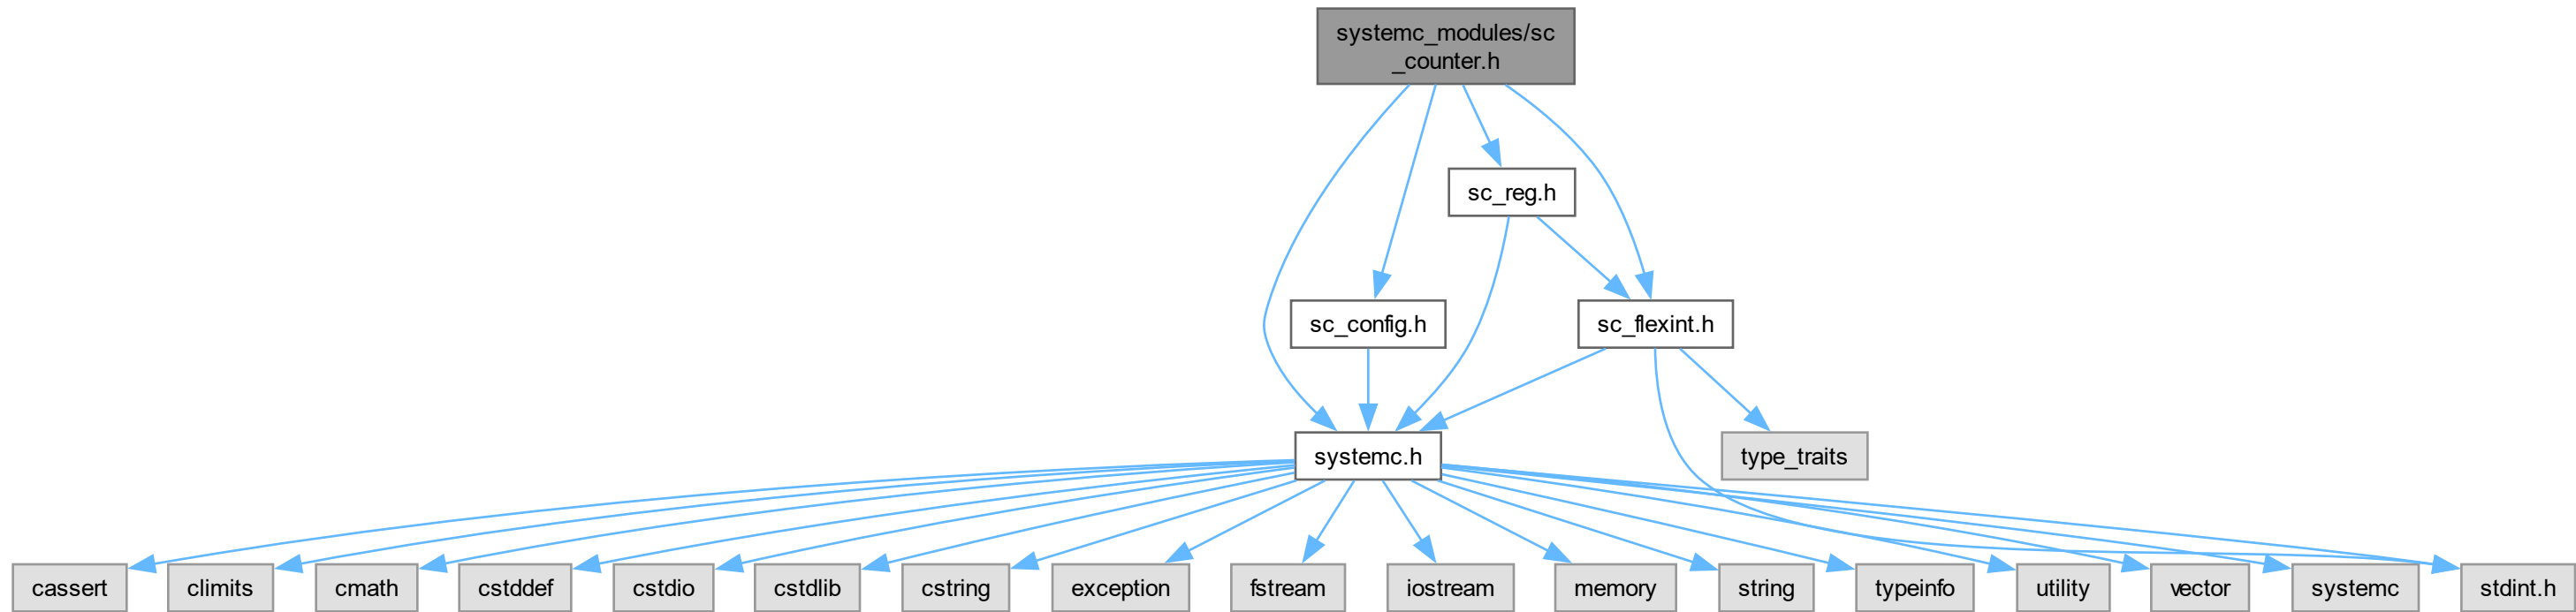 systemc_modules/sc
_counter.h
sc_reg.h
sc_config.h
sc_flexint.h
systemc.h
type_traits
cassert
climits
cmath
cstddef
cstdio
cstdlib
cstring
exception
fstream
iostream
memory
string
typeinfo
utility
vector
systemc
stdint.h